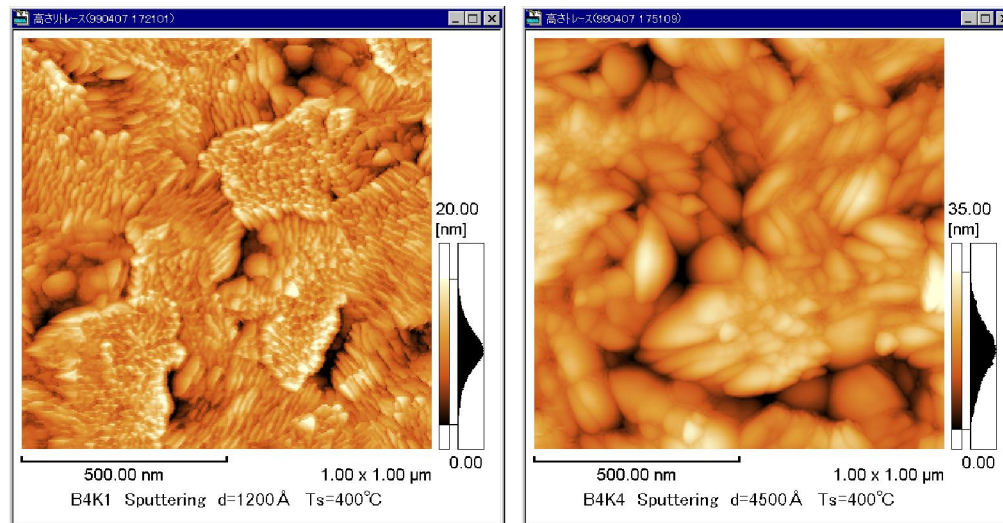 高さリトレース(990407 172101)
20.00
[nm]
0.00
500.00 nm
1.00 x 1.00 μm
B4K1 Sputtering d=1200Å Ts=400℃
高さトレース(990407 175109)
35.00
[nm]
0.00
500.00 nm
1.00 x 1.00 μm
B4K4 Sputtering d=4500Å Ts=400℃